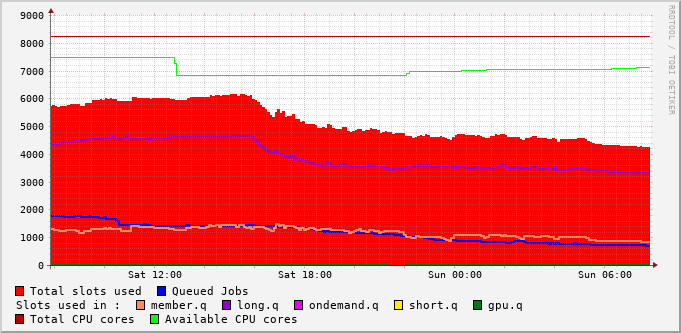 9000
8000
7000
6000
5000
4000
3000
2000
1000
0
Sat 12:00 Sat 18:00 Sun 00:00 Sun 06:00
RRDTOOL / TOBI OETIKER
Total slots used Queued Jobs
Slots used in : member.q long.q ondemand.q short.q gpu.q
Total CPU cores Available CPU cores